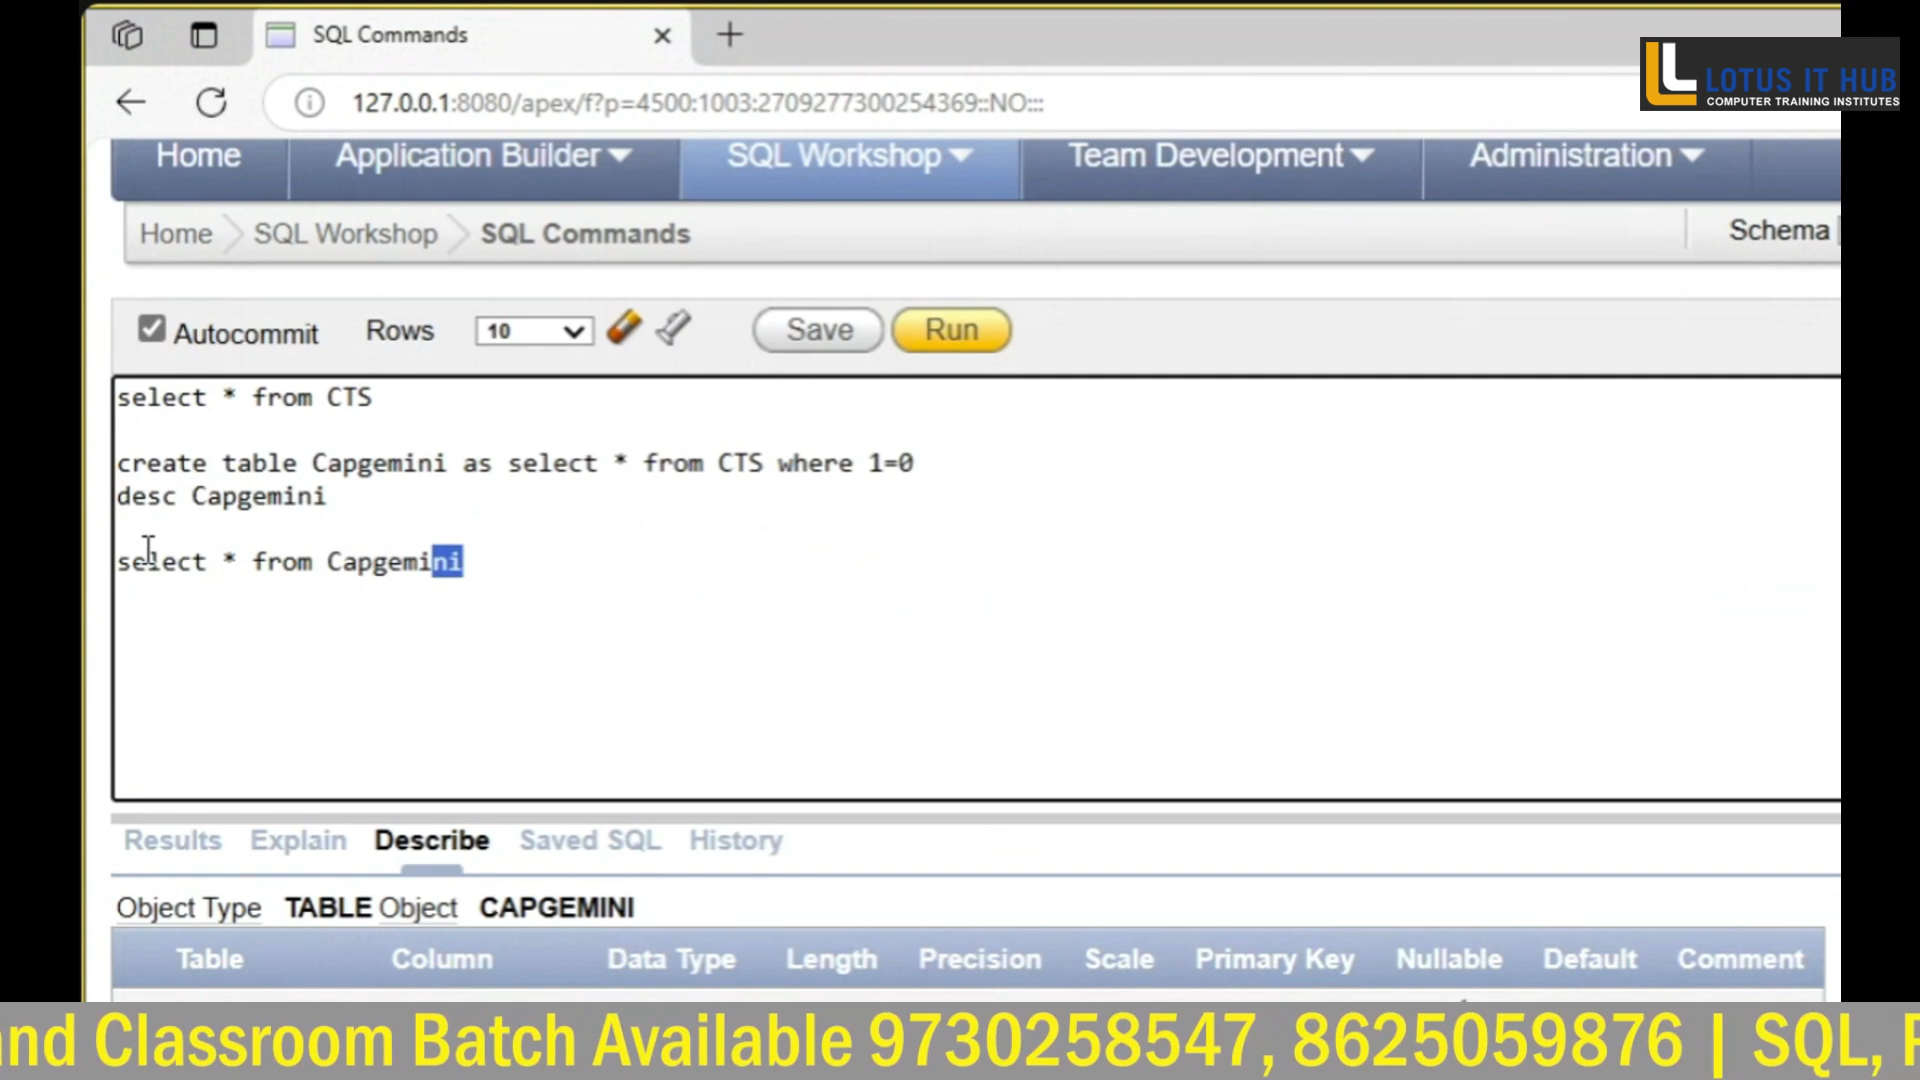 SQL Commands
LOTUS IT HUB
COMPUTER TRAINING INSTITUTES
127.0.0.1:8080/apex/f?p=4500:1003:2709277300254369::NO:::
Home Application Builder SQL Workshop Team Development Administration
Home SQL Workshop SQL Commands Schema
Autocommit Rows 10 Save Run
select * from CTS
create table Capgemini as select * from CTS where 1=0
desc Capgemini
select * from Capgemini
Results Explain Describe Saved SQL History
Object Type TABLE Object CAPGEMINI
Table Column Data Type Length Precision Scale Primary Key Nullable Default Comment
and Classroom Batch Available 9730258547, 8625059876 | SQL,